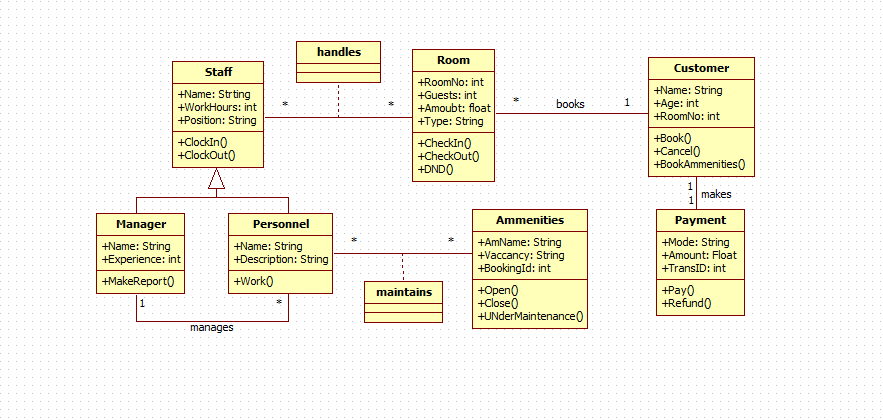 handles
Staff
+Name: Strting
+WorkHours: int
+Position: String
+ClockIn()
+ClockOut()
*
*
Room
+RoomNo: int
+Guests: int
+Amoubt: float
+Type: String
+CheckIn()
+CheckOut()
+DND()
*
books
1
Customer
+Name: String
+Age: int
+RoomNo: int
+Book()
+Cancel()
+BookAmmenities()
1
makes
1
Manager
+Name: String
+Experience: int
+MakeReport()
Personnel
+Name: String
+Description: String
+Work()
1
*
manages
*
*
maintains
Ammenities
+AmName: String
+Vaccancy: String
+BookingId: int
+Open()
+Close()
+UNderMaintenance()
Payment
+Mode: String
+Amount: Float
+TransID: int
+Pay()
+Refund()